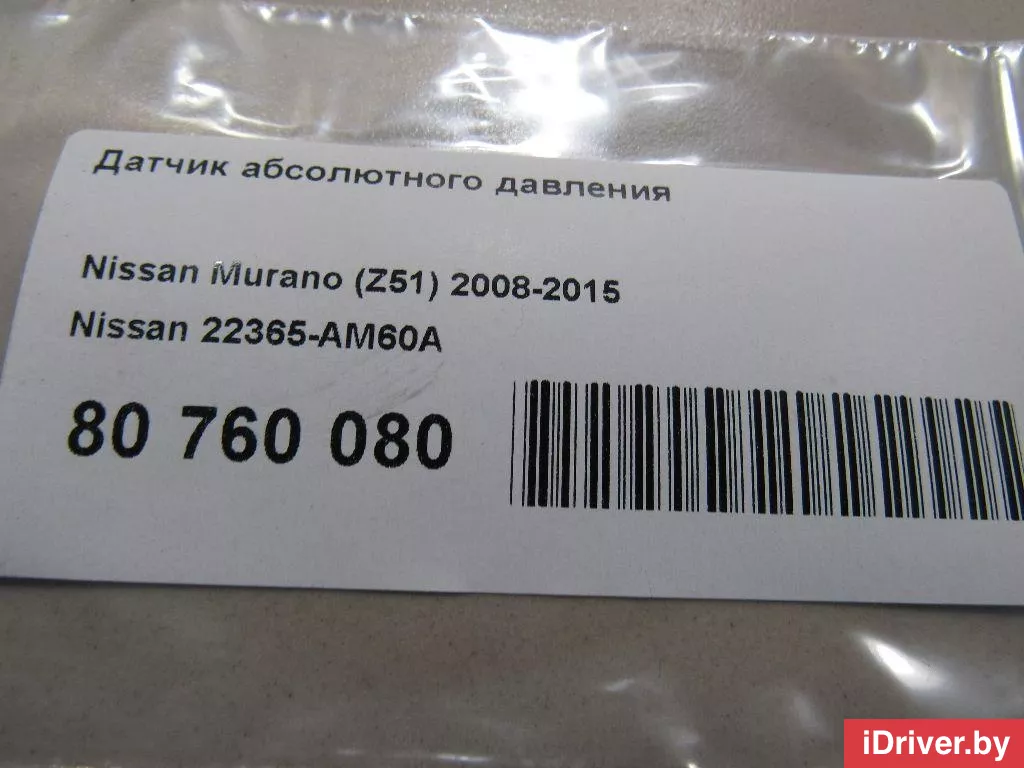 Датчик абсолютного давления
Nissan Murano (Z51) 2008-2015
Nissan 22365-AM60A
80 760 080
iDriver.by